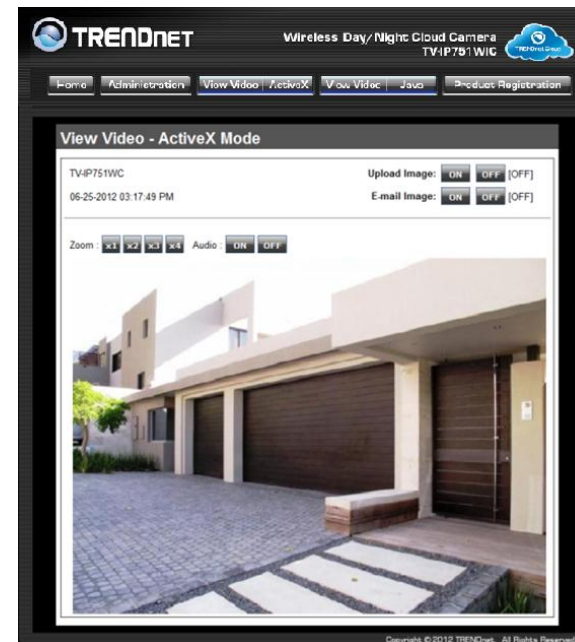 TRENDnet
Wireless Day/Night Cloud Camera
TV-IP751WIC
TRENDnet Cloud
Home Administration View Video | ActiveX View Video | Java Product Registration
View Video - ActiveX Mode
TV-IP751WC
Upload Image: ON OFF [OFF]
06-25-2012 03:17:49 PM
E-mail Image: ON OFF [OFF]
Zoom : x1 x2 x3 x4 Audio : ON OFF
Copyright © 2012 TRENDnet. All Rights Reserved.